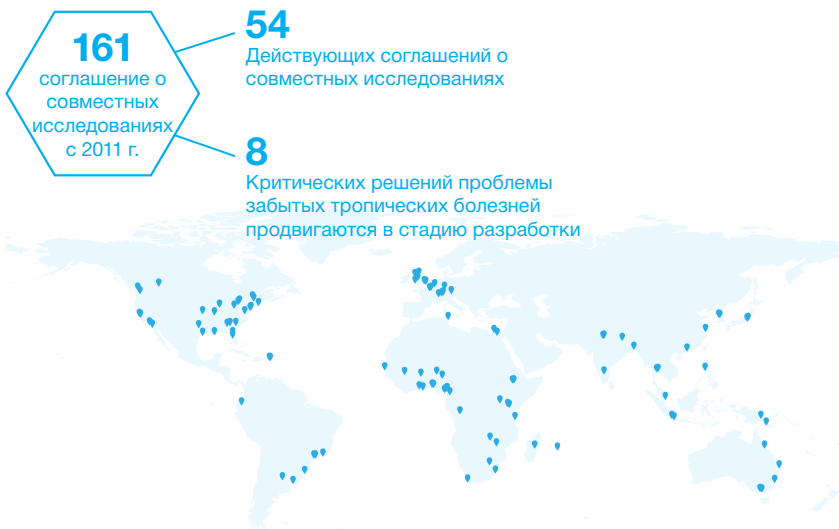 161
соглашение о
совместных
исследованиях
с 2011 г.
54
Действующих соглашений о
совместных исследованиях
8
Критических решений проблемы
забытых тропических болезней
продвигаются в стадию разработки